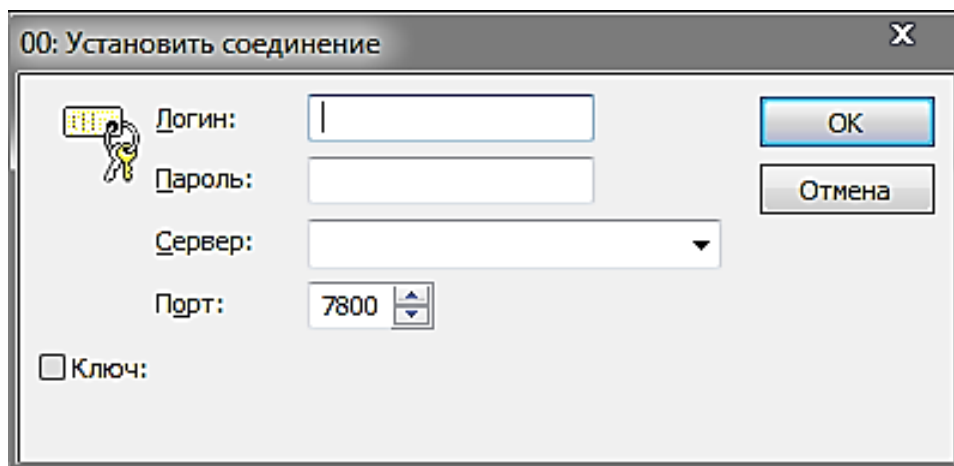 00: Установить соединение
Логин:
OK
Пароль:
Отмена
Сервер:
Порт:
7800
Ключ: